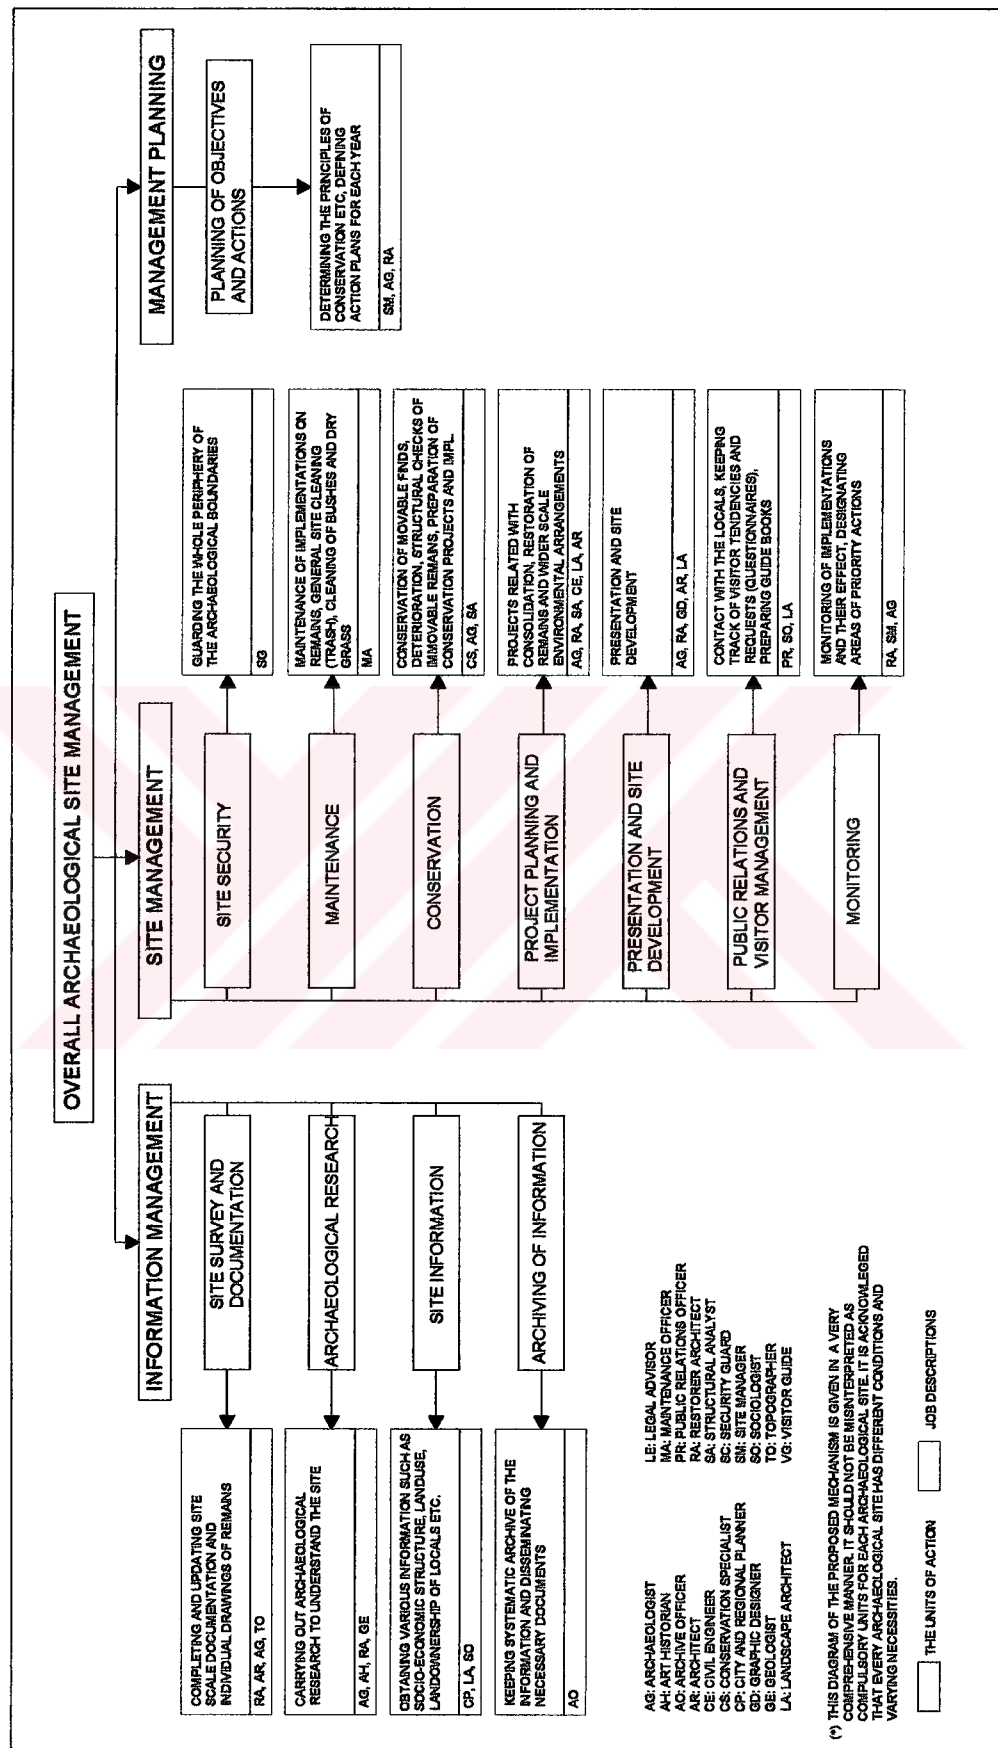 OVERALL ARCHAEOLOGICAL SITE MANAGEMENT
INFORMATION MANAGEMENT
SITE SURVEY AND
DOCUMENTATION
COMPLETING AND UPDATING SITE
SCALE DOCUMENTATION AND
INDIVIDUAL DRAWINGS OF REMAINS
RA, AR, AG, TO
ARCHAEOLOGICAL RESEARCH
CARRYING OUT ARCHAEOLOGICAL
RESEARCH TO UNDERSTAND THE SITE
AG, AH, RA, GE
SITE INFORMATION
OBTAINING VARIOUS INFORMATION SUCH AS
SOCIO-ECONOMIC STRUCTURE, LANDUSE,
LANDOWNERSHIP OF LOCALS ETC.
CP, LA, SO
ARCHIVING OF INFORMATION
KEEPING SYSTEMATIC ARCHIVE OF THE
INFORMATION AND DISSEMINATING
NECESSARY DOCUMENTS
AO
SITE MANAGEMENT
SITE SECURITY
GUARDING THE WHOLE PERIPHERY OF
THE ARCHAEOLOGICAL BOUNDARIES
SG
MAINTENANCE
MAINTENANCE OF IMPLEMENTATIONS ON
REMAINS, GENERAL SITE CLEANING
(TRASH), CLEANING OF BUSHES AND DRY
GRASS
MA
CONSERVATION
CONSERVATION OF MOVABLE FINDS,
DETERIORATION, STRUCTURAL CHECKS OF
IMMOVABLE REMAINS, PREPARATION OF
CONSERVATION PROJECTS AND IMPL.
CS, AG, SA
PROJECT PLANNING AND
IMPLEMENTATION
PROJECTS RELATED WITH
CONSOLIDATION, RESTORATION OF
REMAINS AND WIDER SCALE
ENVIRONMENTAL ARRANGEMENTS
AG, RA, SA, CE, LA, AR
PRESENTATION AND SITE
DEVELOPMENT
PRESENTATION AND SITE
DEVELOPMENT
AG, RA, GD, AR, LA
PUBLIC RELATIONS AND
VISITOR MANAGEMENT
CONTACT WITH THE LOCALS, KEEPING
TRACK OF VISITOR TENDENCIES AND
REQUESTS (QUESTIONNAIRES),
PREPARING GUIDE BOOKS
PR, SO, LA
MONITORING
MONITORING OF IMPLEMENTATIONS
AND THEIR EFFECT, DESIGNATING
AREAS OF PRIORITY ACTIONS
RA, SM, AG
MANAGEMENT PLANNING
PLANNING OF OBJECTIVES
AND ACTIONS
DETERMINING THE PRINCIPLES OF
CONSERVATION ETC, DEFINING
ACTION PLANS FOR EACH YEAR
SM, AG, RA
AG: ARCHAEOLOGIST
AH: ART HISTORIAN
AO: ARCHIVE OFFICER
AR: ARCHITECT
CE: CIVIL ENGINEER
CS: CONSERVATION SPECIALIST
CP: CITY AND REGIONAL PLANNER
GD: GRAPHIC DESIGNER
GE: GEOLOGIST
LA: LANDSCAPE ARCHITECT
LE: LEGAL ADVISOR
MA: MAINTENANCE OFFICER
PR: PUBLIC RELATIONS OFFICER
RA: RESTORER ARCHITECT
SA: STRUCTURAL ANALYST
SC: SECURITY GUARD
SM: SITE MANAGER
SO: SOCIOLOGIST
TO: TOPOGRAPHER
VG: VISITOR GUIDE
(*) THIS DIAGRAM OF THE PROPOSED MECHANISM IS GIVEN IN A VERY
COMPREHENSIVE MANNER. IT SHOULD NOT BE MISINTERPRETED AS
COMPULSORY UNITS FOR EACH ARCHAEOLOGICAL SITE. IT IS ACKNOWLEGED
THAT EVERY ARCHAEOLOGICAL SITE HAS DIFFERENT CONDITIONS AND
VARYING NECESSITIES.
THE UNITS OF ACTION
JOB DESCRIPTIONS